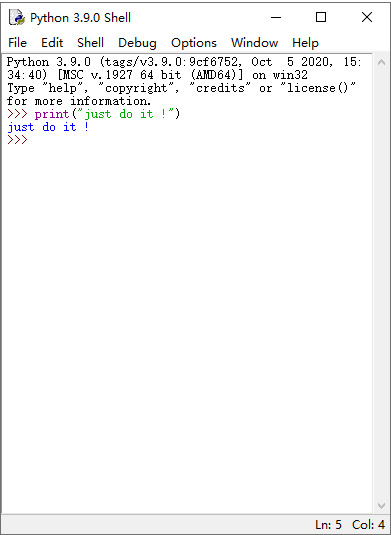 Python 3.9.0 Shell
File Edit Shell Debug Options Window Help
Python 3.9.0 (tags/v3.9.0:9cf6752, Oct  5 2020, 15:
34:40) [MSC v.1927 64 bit (AMD64)] on win32
Type "help", "copyright", "credits" or "license()"
for more information.
>>> print("just do it !")
just do it !
>>>
Ln: 5 Col: 4